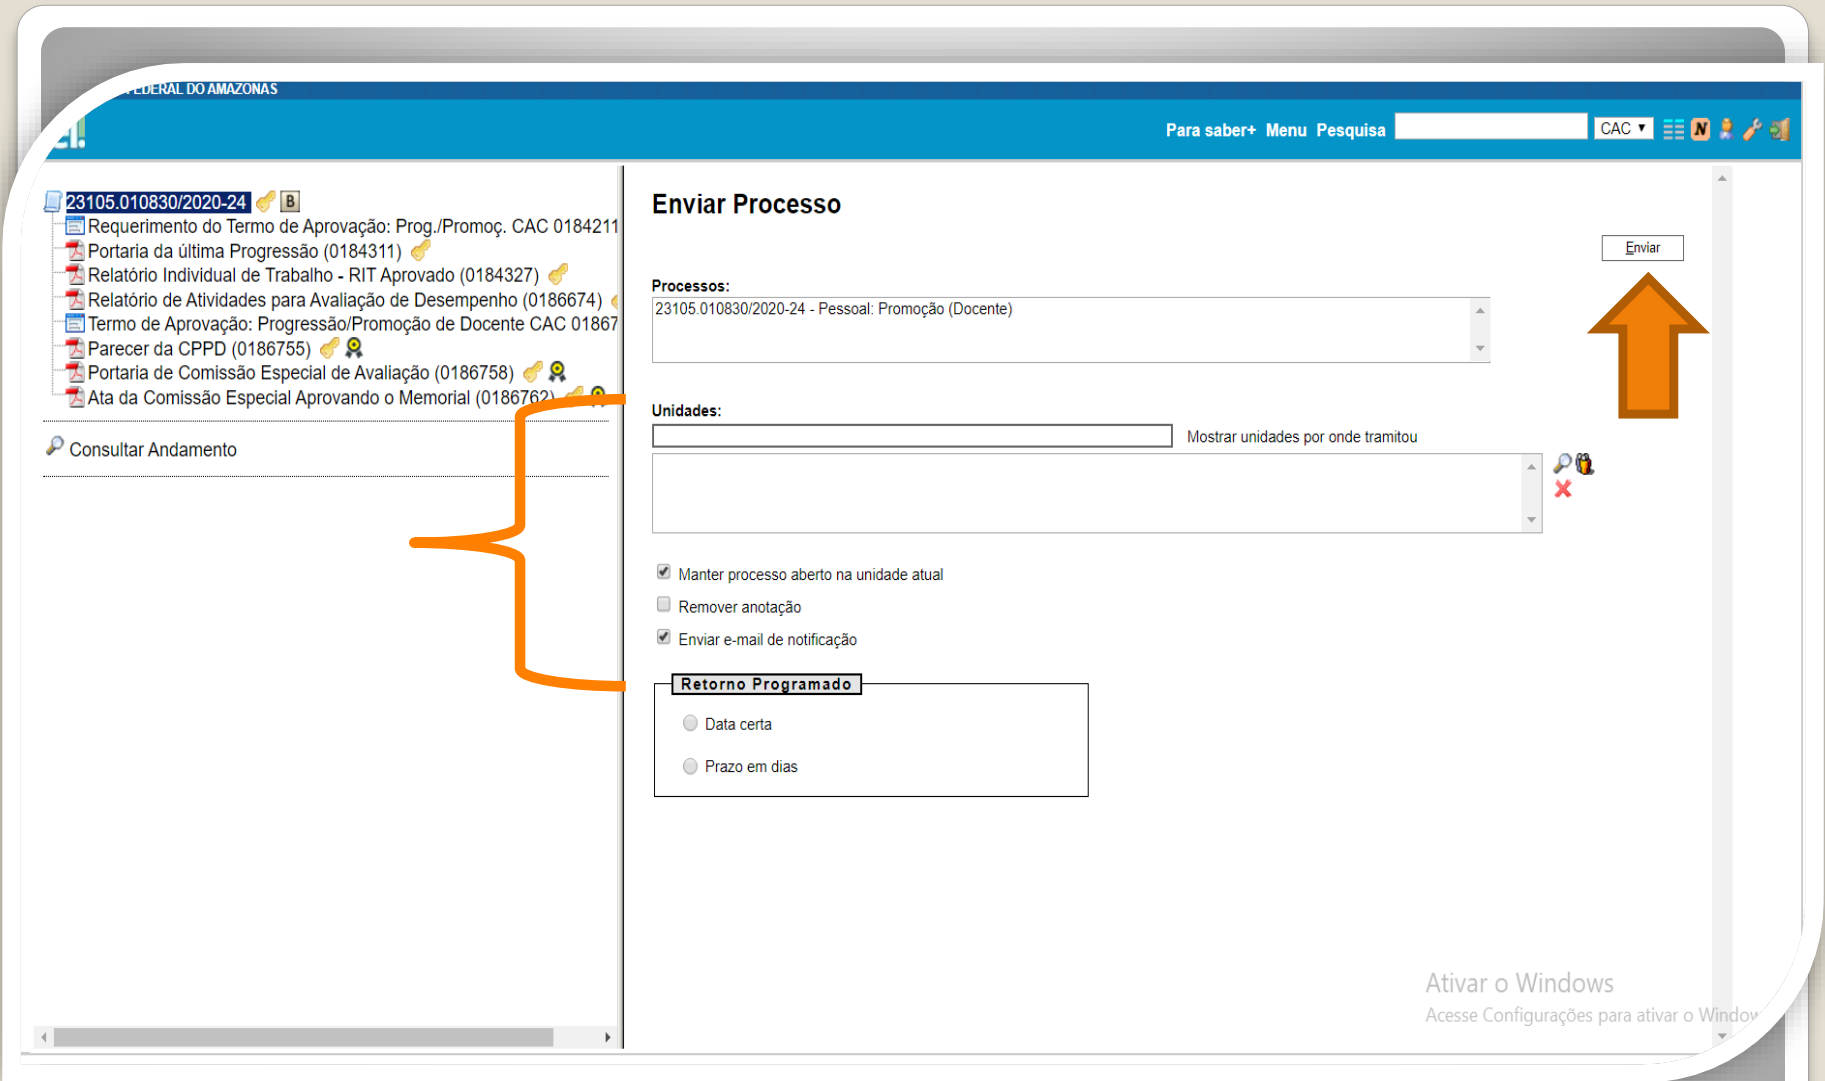 FEDERAL DO AMAZONAS
Para saber+ Menu Pesquisa CAC
N
23105.010830/2020-24 B
Requerimento do Termo de Aprovação: Prog./Promoç. CAC 0184211
Portaria da última Progressão (0184311)
Relatório Individual de Trabalho - RIT Aprovado (0184327)
Relatório de Atividades para Avaliação de Desempenho (0186674)
Termo de Aprovação: Progressão/Promoção de Docente CAC 01867
Parecer da CPPD (0186755)
Portaria de Comissão Especial de Avaliação (0186758)
Ata da Comissão Especial Aprovando o Memorial (0186762)
Consultar Andamento
Enviar Processo
Enviar
Processos:
23105.010830/2020-24 - Pessoal: Promoção (Docente)
Unidades:
Mostrar unidades por onde tramitou
Manter processo aberto na unidade atual
Remover anotação
Enviar e-mail de notificação
Retorno Programado
Data certa
Prazo em dias
Ativar o Windows
Acesse Configurações para ativar o Window